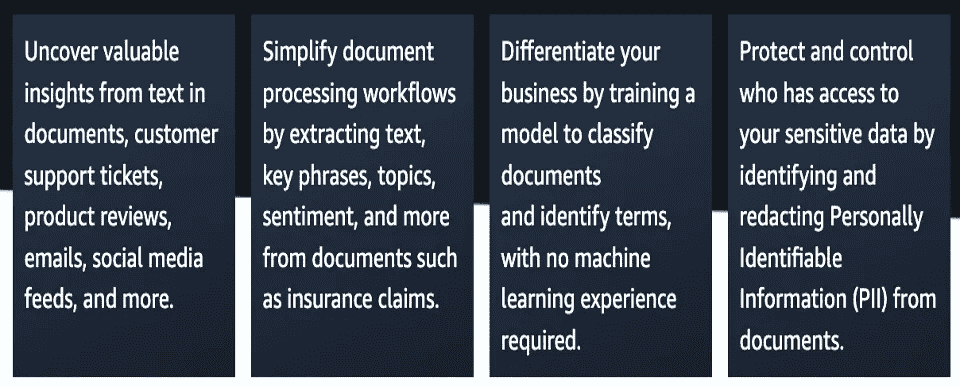 Uncover valuable
insights from text in
documents, customer
support tickets,
product reviews,
emails, social media
feeds, and more.
Simplify document
processing workflows
by extracting text,
key phrases, topics,
sentiment, and more
from documents such
as insurance claims.
Differentiate your
business by training a
model to classify
documents
and identify terms,
with no machine
learning experience
required.
Protect and control
who has access to
your sensitive data by
identifying and
redacting Personally
Identifiable
Information (PII) from
documents.